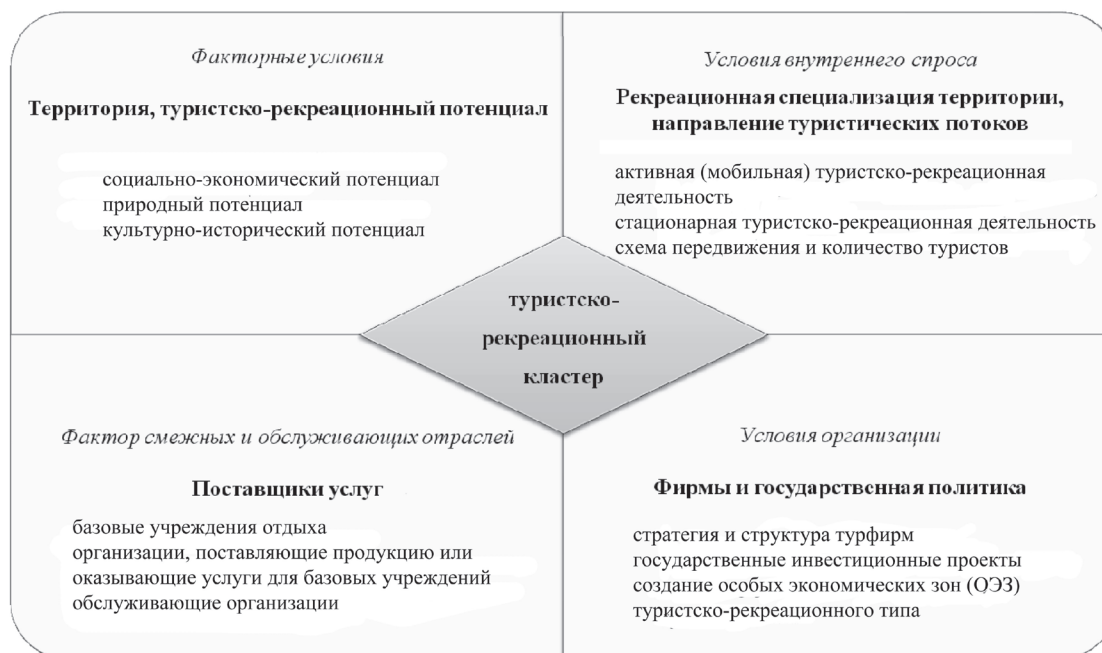 Факторные условия
Территория, туристско-рекреационный потенциал
социально-экономический потенциал
природный потенциал
культурно-исторический потенциал
Условия внутреннего спроса
Рекреационная специализация территории,
направление туристических потоков
активная (мобильная) туристско-рекреационная
деятельность
стационарная туристско-рекреационная деятельность
схема передвижения и количество туристов
туристско-
рекреационный
кластер
Фактор смежных и обслуживающих отраслей
Поставщики услуг
базовые учреждения отдыха
организации, поставляющие продукцию или
оказывающие услуги для базовых учреждений
обслуживающие организации
Условия организации
Фирмы и государственная политика
стратегия и структура турфирм
государственные инвестиционные проекты
создание особых экономических зон (ОЭЗ)
туристско-рекреационного типа